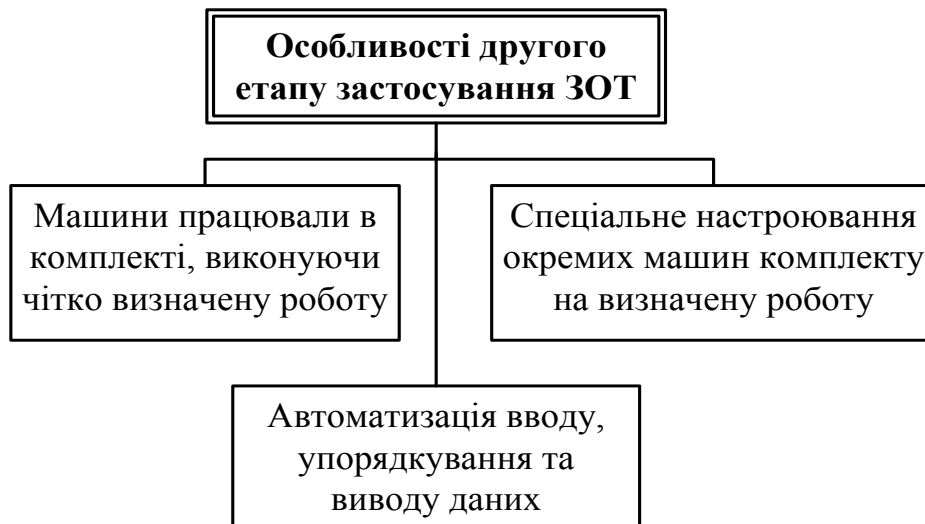 Особливості другого
етапу застосування ЗОТ
Машини працювали в
комплекті, виконуючи
чітко визначену роботу
Спеціальне настроювання
окремих машин комплекту
на визначену роботу
Автоматизація вводу,
упорядкування та
виводу даних